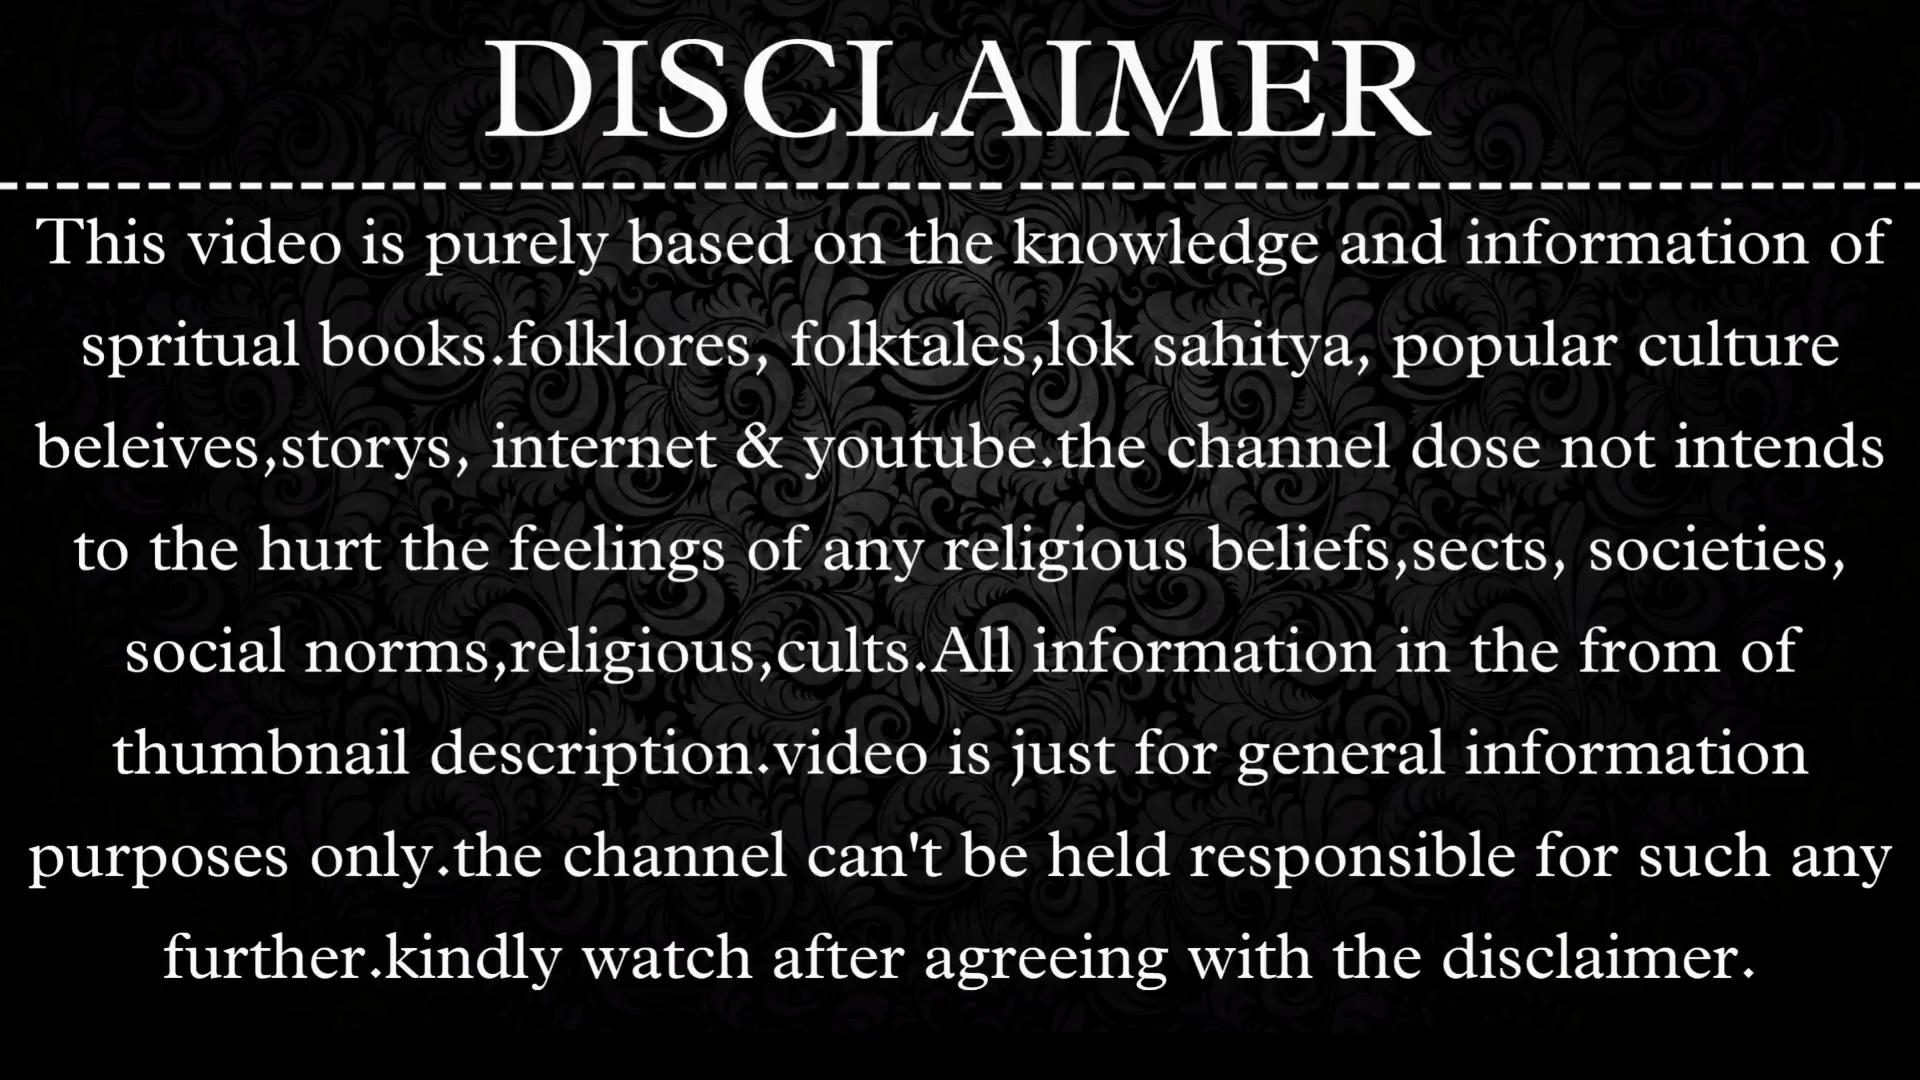 DISCLAIMER
This video is purely based on the knowledge and information of
spritual books.folklores, folktales,lok sahitya, popular culture
beleives,storys, internet & youtube.the channel dose not intends
to the hurt the feelings of any religious beliefs,sects, societies,
social norms,religious,cults.All information in the from of
thumbnail description.video is just for general information
purposes only.the channel can't be held responsible for such any
further.kindly watch after agreeing with the disclaimer.